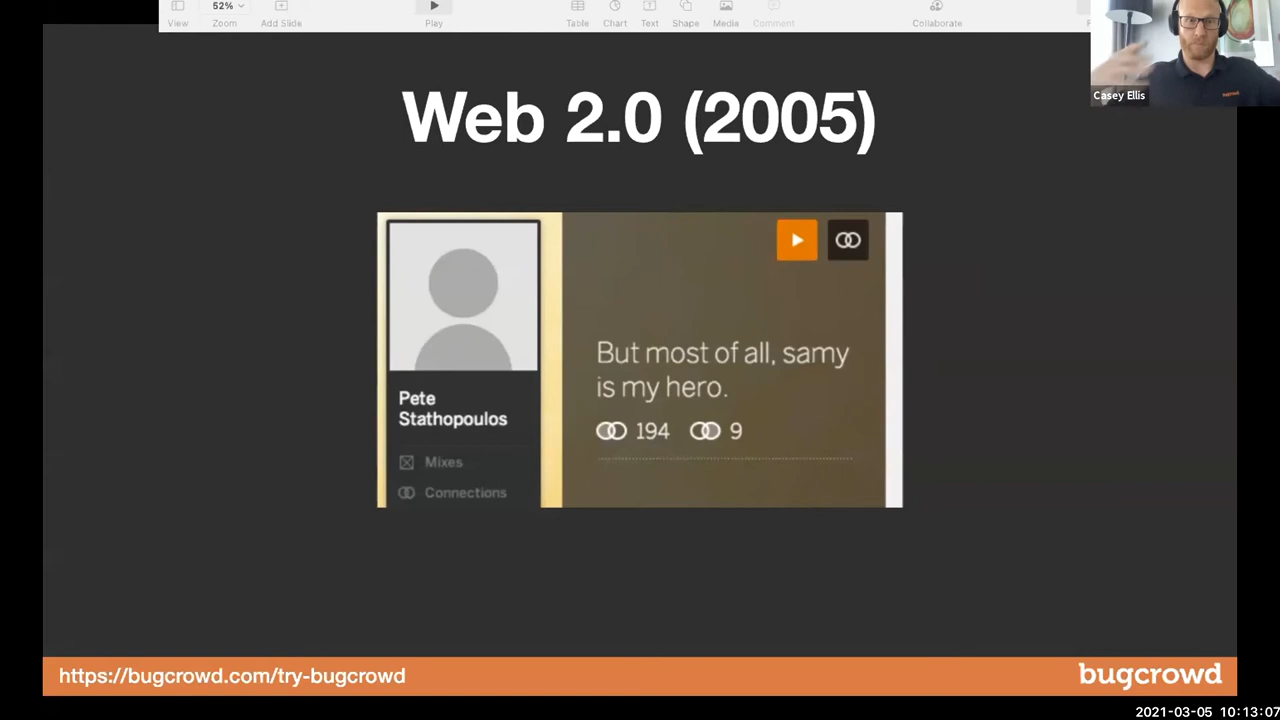 52%
View
Zoom
Add Slide
Play
Table
Chart
Text
Shape
Media
Comment
Collaborate
Casey Ellis
Web 2.0 (2005)
Pete
Stathopoulos
Mixes
Connections
But most of all, samy
is my hero.
194 9
https://bugcrowd.com/try-bugcrowd
bugcrowd
2021-03-05 10:13:07